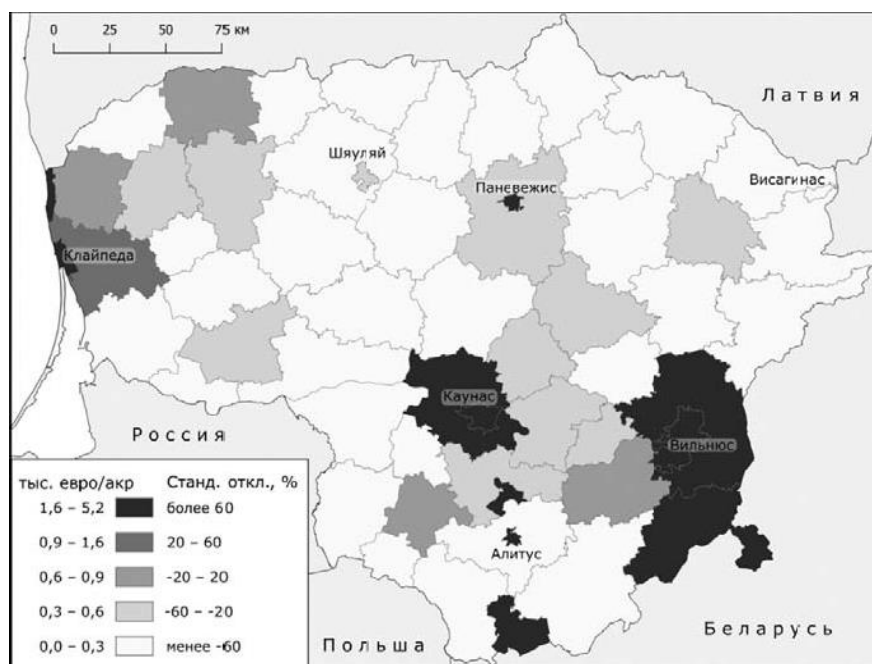 0 25 50 75 км
Латвия
Шяуляй
Паневежис
Висагинас
Клайпеда
Каунас
Россия
Вильнюс
Алитус
Польша
Беларусь
тыс. евро/акр Станд. откл., %
1,6 – 5,2 более 60
0,9 – 1,6 20 – 60
0,6 – 0,9 -20 – 20
0,3 – 0,6 -60 – -20
0,0 – 0,3 менее -60